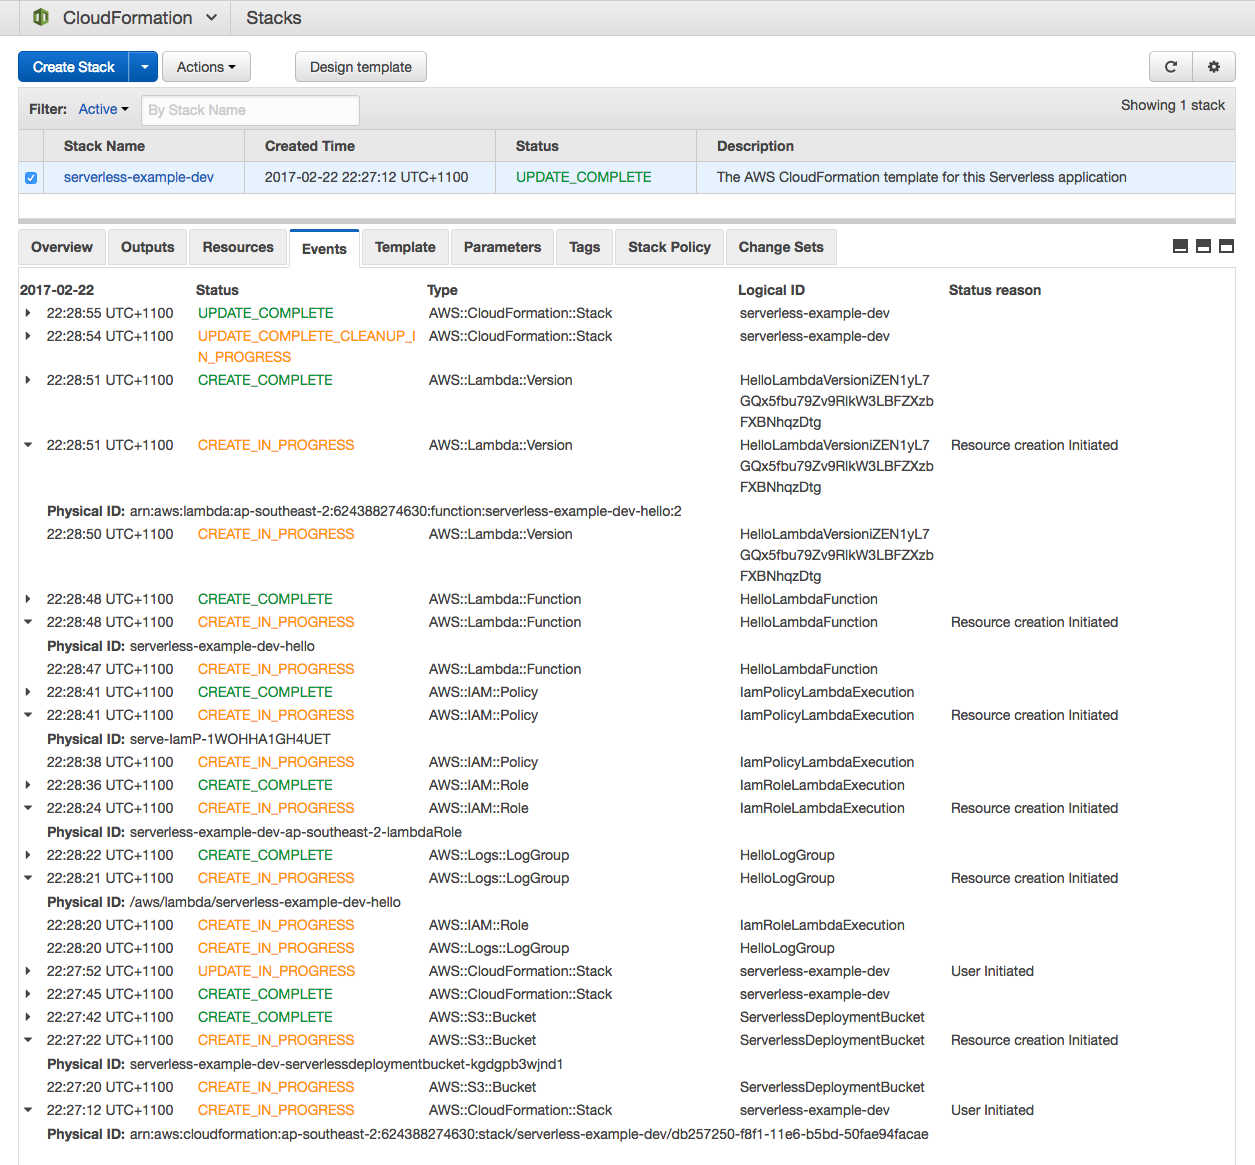 CloudFormation Stacks
Create Stack Actions Design template
Filter: Active By Stack Name Showing 1 stack
Stack Name Created Time Status Description
serverless-example-dev 2017-02-22 22:27:12 UTC+1100 UPDATE_COMPLETE The AWS CloudFormation template for this Serverless application
Overview Outputs Resources Events Template Parameters Tags Stack Policy Change Sets
2017-02-22 Status Type Logical ID Status reason
22:28:55 UTC+1100 UPDATE_COMPLETE AWS::CloudFormation::Stack serverless-example-dev
22:28:54 UTC+1100 UPDATE_COMPLETE_CLEANUP_I AWS::CloudFormation::Stack serverless-example-dev
N_PROGRESS
22:28:51 UTC+1100 CREATE_COMPLETE AWS::Lambda::Version HelloLambdaVersioniZEN1yL7
GQx5fbu79Zv9RlkW3LBFZXzb
FXBNhqzDtg
22:28:51 UTC+1100 CREATE_IN_PROGRESS AWS::Lambda::Version HelloLambdaVersioniZEN1yL7 Resource creation Initiated
GQx5fbu79Zv9RlkW3LBFZXzb
FXBNhqzDtg
Physical ID: arn:aws:lambda:ap-southeast-2:624388274630:function:serverless-example-dev-hello:2
22:28:50 UTC+1100 CREATE_IN_PROGRESS AWS::Lambda::Version HelloLambdaVersioniZEN1yL7
GQx5fbu79Zv9RlkW3LBFZXzb
FXBNhqzDtg
22:28:48 UTC+1100 CREATE_COMPLETE AWS::Lambda::Function HelloLambdaFunction
22:28:48 UTC+1100 CREATE_IN_PROGRESS AWS::Lambda::Function HelloLambdaFunction Resource creation Initiated
Physical ID: serverless-example-dev-hello
22:28:47 UTC+1100 CREATE_IN_PROGRESS AWS::Lambda::Function HelloLambdaFunction
22:28:41 UTC+1100 CREATE_COMPLETE AWS::IAM::Policy IamPolicyLambdaExecution
22:28:41 UTC+1100 CREATE_IN_PROGRESS AWS::IAM::Policy IamPolicyLambdaExecution Resource creation Initiated
Physical ID: serve-IamP-1WOHHA1GH4UET
22:28:38 UTC+1100 CREATE_IN_PROGRESS AWS::IAM::Policy IamPolicyLambdaExecution
22:28:36 UTC+1100 CREATE_COMPLETE AWS::IAM::Role IamRoleLambdaExecution
22:28:24 UTC+1100 CREATE_IN_PROGRESS AWS::IAM::Role IamRoleLambdaExecution Resource creation Initiated
Physical ID: serverless-example-dev-ap-southeast-2-lambdaRole
22:28:22 UTC+1100 CREATE_COMPLETE AWS::Logs::LogGroup HelloLogGroup
22:28:21 UTC+1100 CREATE_IN_PROGRESS AWS::Logs::LogGroup HelloLogGroup Resource creation Initiated
Physical ID: /aws/lambda/serverless-example-dev-hello
22:28:20 UTC+1100 CREATE_IN_PROGRESS AWS::IAM::Role IamRoleLambdaExecution
22:28:20 UTC+1100 CREATE_IN_PROGRESS AWS::Logs::LogGroup HelloLogGroup
22:27:52 UTC+1100 UPDATE_IN_PROGRESS AWS::CloudFormation::Stack serverless-example-dev User Initiated
22:27:45 UTC+1100 CREATE_COMPLETE AWS::CloudFormation::Stack serverless-example-dev
22:27:42 UTC+1100 CREATE_COMPLETE AWS::S3::Bucket ServerlessDeploymentBucket
22:27:22 UTC+1100 CREATE_IN_PROGRESS AWS::S3::Bucket ServerlessDeploymentBucket Resource creation Initiated
Physical ID: serverless-example-dev-serverlessdeploymentbucket-kgdgpb3wjnd1
22:27:20 UTC+1100 CREATE_IN_PROGRESS AWS::S3::Bucket ServerlessDeploymentBucket
22:27:12 UTC+1100 CREATE_IN_PROGRESS AWS::CloudFormation::Stack serverless-example-dev User Initiated
Physical ID: arn:aws:cloudformation:ap-southeast-2:624388274630:stack/serverless-example-dev/db257250-f8f1-11e6-b5bd-50fae94facae